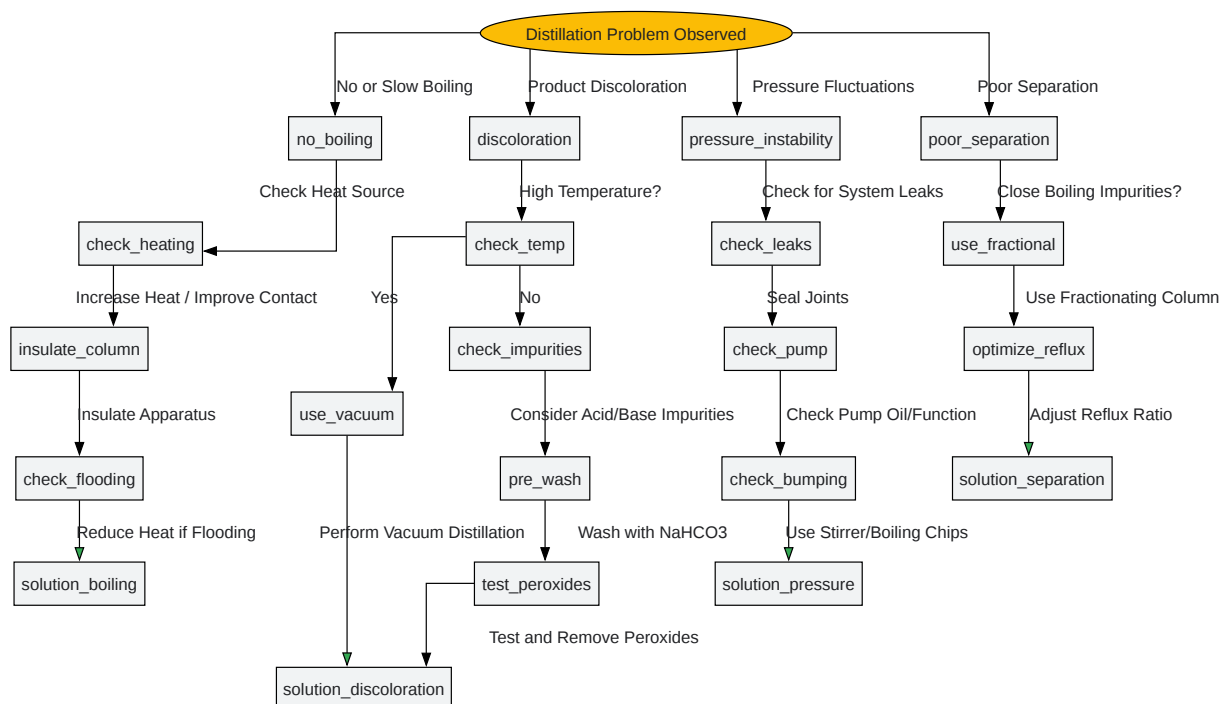 Distillation Problem Observed
No or Slow Boiling
Product Discoloration
Pressure Fluctuations
Poor Separation
no_boiling
discoloration
pressure_instability
poor_separation
Check Heat Source
High Temperature?
Check for System Leaks
Close Boiling Impurities?
check_heating
check_temp
check_leaks
use_fractional
Increase Heat / Improve Contact
Yes
No
Seal Joints
Use Fractionating Column
insulate_column
check_impurities
check_pump
optimize_reflux
Insulate Apparatus
use_vacuum
Consider Acid/Base Impurities
Check Pump Oil/Function
Adjust Reflux Ratio
check_flooding
pre_wash
check_bumping
solution_separation
Reduce Heat if Flooding
Perform Vacuum Distillation
Wash with NaHCO3
Use Stirrer/Boiling Chips
solution_boiling
test_peroxides
solution_pressure
Test and Remove Peroxides
solution_discoloration